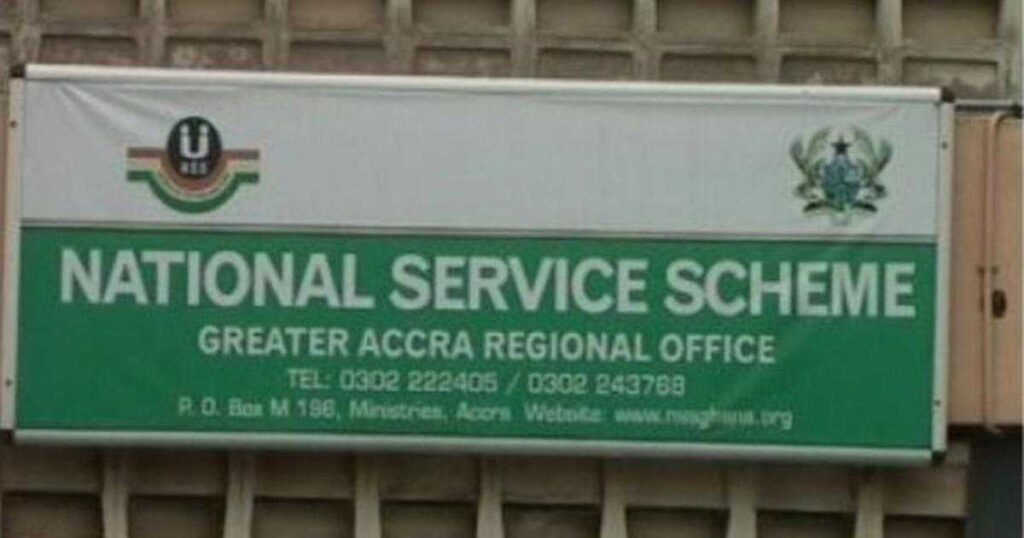 NSS
NATIONAL SERVICE SCHEME
GREATER ACCRA REGIONAL OFFICE
TEL: 0302 222405 / 0302 243768
P. O. Box M 196, Ministries, Accra Website: www.nssghana.org